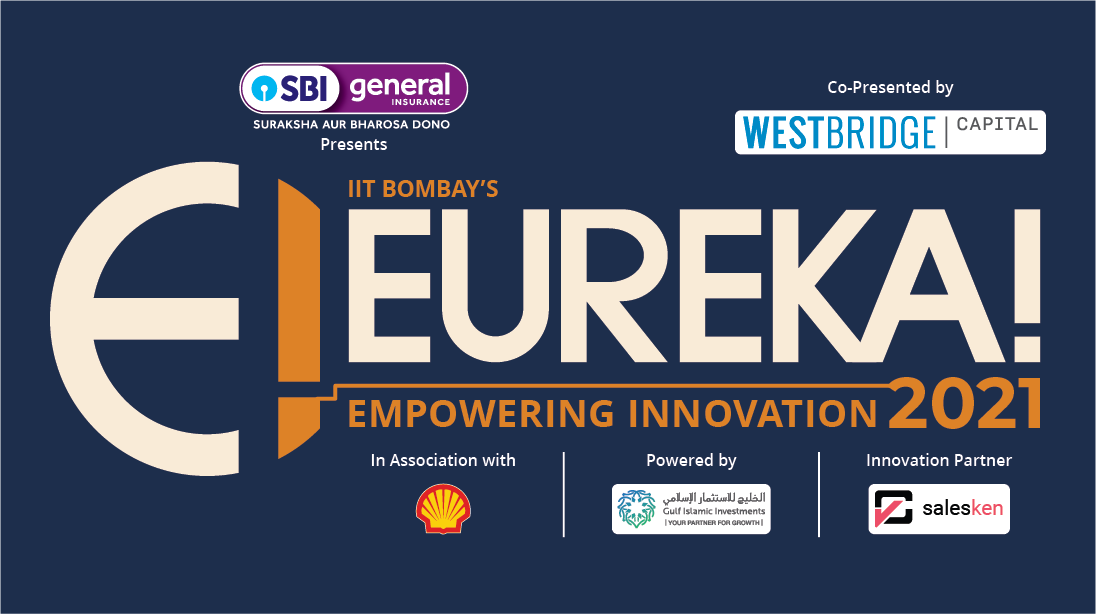 SBI general
INSURANCE
SURAKSHA AUR BHAROSA DONO
Presents
Co-Presented by
WESTBRIDGE | CAPITAL
IIT BOMBAY'S
E!
EUREKA!
EMPOWERING INNOVATION 2021
In Association with
Powered by
الخليج للاستثمار الإسلامي
Gulf Islamic Investments
| YOUR PARTNER FOR GROWTH |
Innovation Partner
salesken